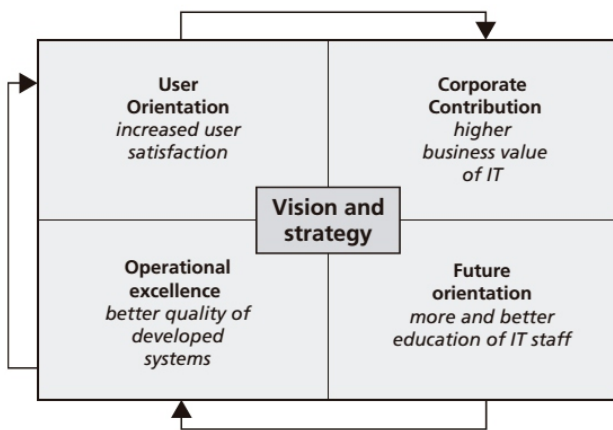 User
Orientation
increased user
satisfaction
Corporate
Contribution
higher
business value
of IT
Vision and
strategy
Operational
excellence
better quality of
developed
systems
Future
orientation
more and better
education of IT staff